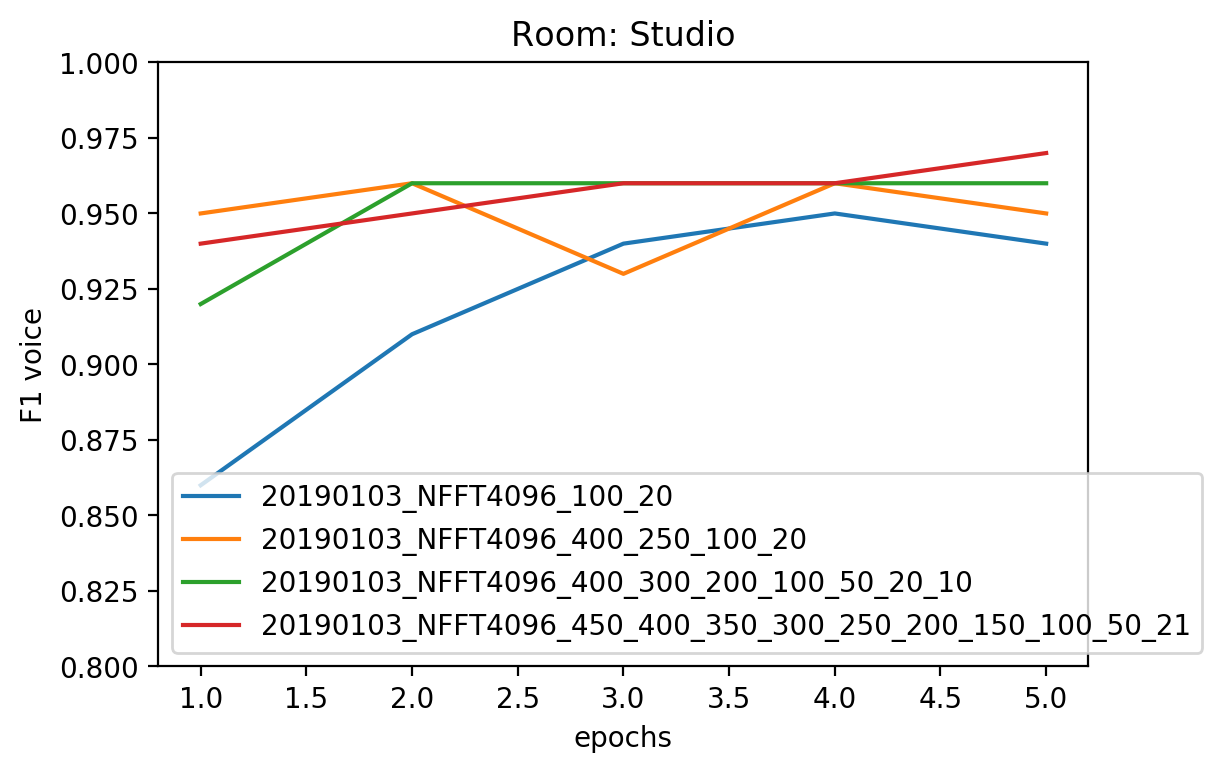 Room: Studio
1.000
0.975
0.950
0.925
0.900
0.875
0.850
0.825
0.800
F1 voice
20190103_NFFT4096_100_20
20190103_NFFT4096_400_250_100_20
20190103_NFFT4096_400_300_200_100_50_20_10
20190103_NFFT4096_450_400_350_300_250_200_150_100_50_21
1.0 1.5 2.0 2.5 3.0 3.5 4.0 4.5 5.0
epochs